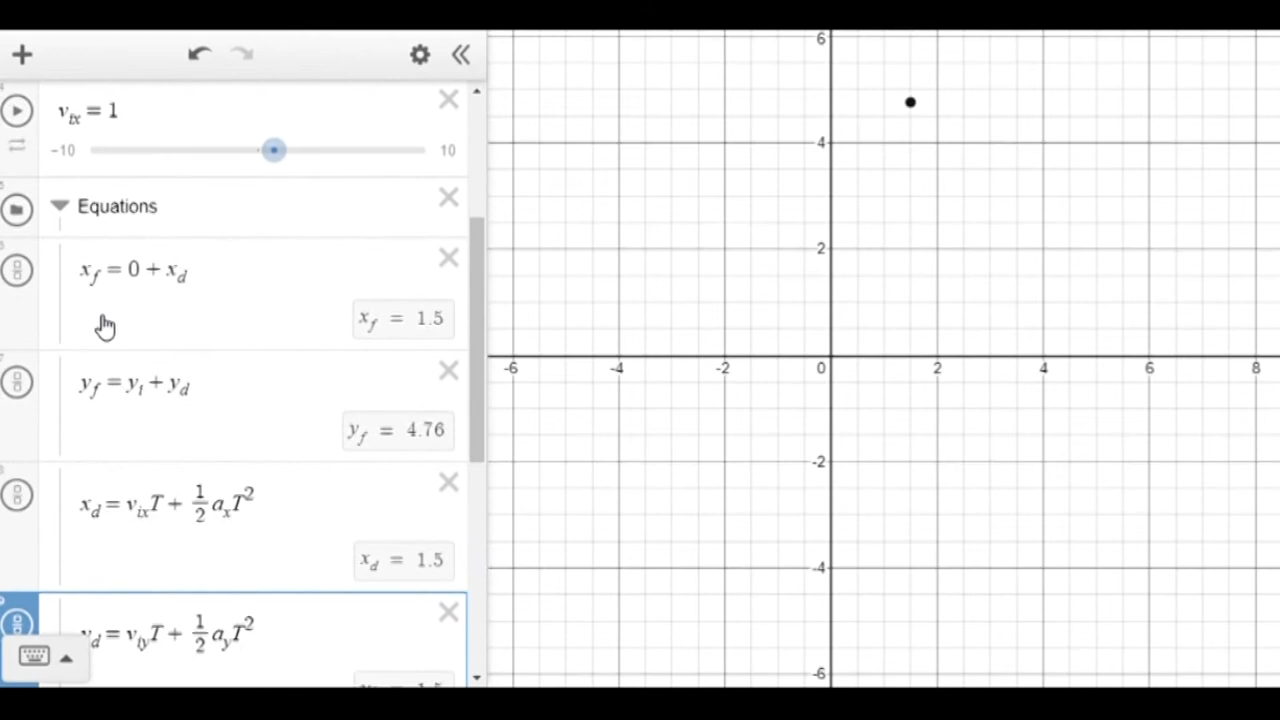 v_ix = 1
-10 10
Equations
x_f = 0 + x_d
x_f = 1.5
y_f = y_i + y_d
y_f = 4.76
x_d = v_ix T + 1/2 a_x T^2
x_d = 1.5
y_d = v_iy T + 1/2 a_y T^2
6
4
2
-6 -4 -2 0 2 4 6 8
-2
-4
-6